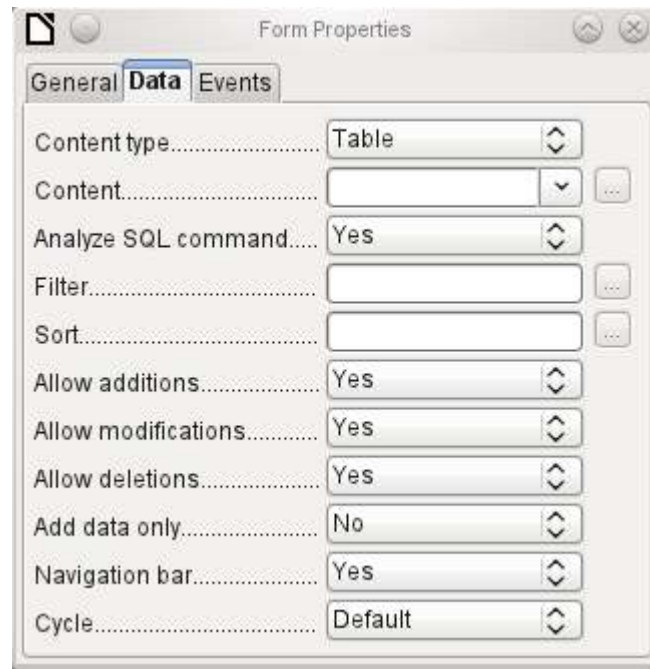 Form Properties
General Data Events
Content type.................... Table
Content.................... ...
Analyze SQL command..... Yes
Filter.................... ...
Sort.................... ...
Allow additions.................... Yes
Allow modifications............ Yes
Allow deletions.................... Yes
Add data only.................... No
Navigation bar.................... Yes
Cycle.................... Default